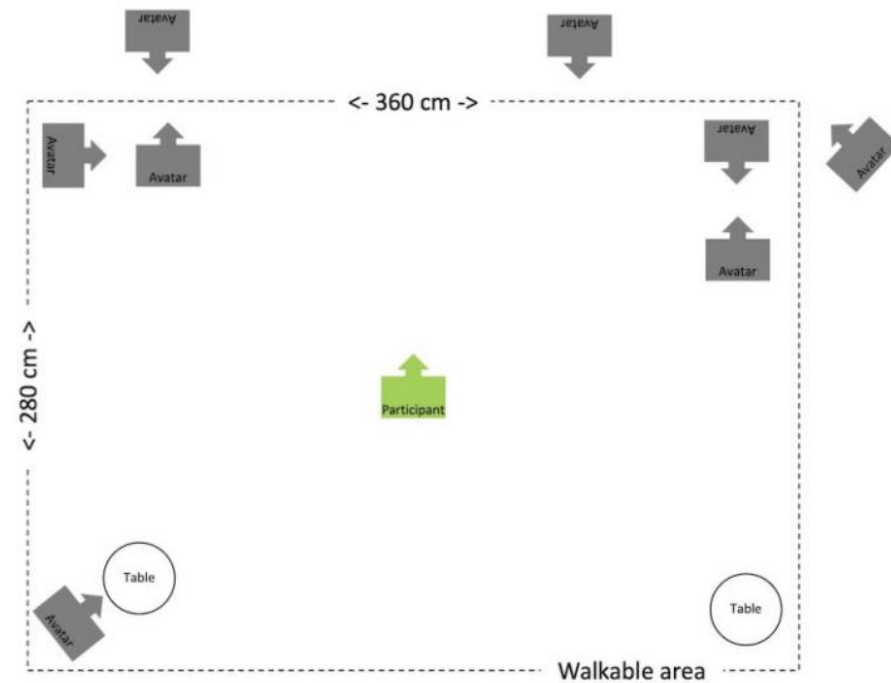 Avatar
Avatar
<- 360 cm ->
Avatar
Avatar
Avatar
Avatar
Avatar
<- 280 cm ->
Participant
Table
Table
Avatar
Walkable area